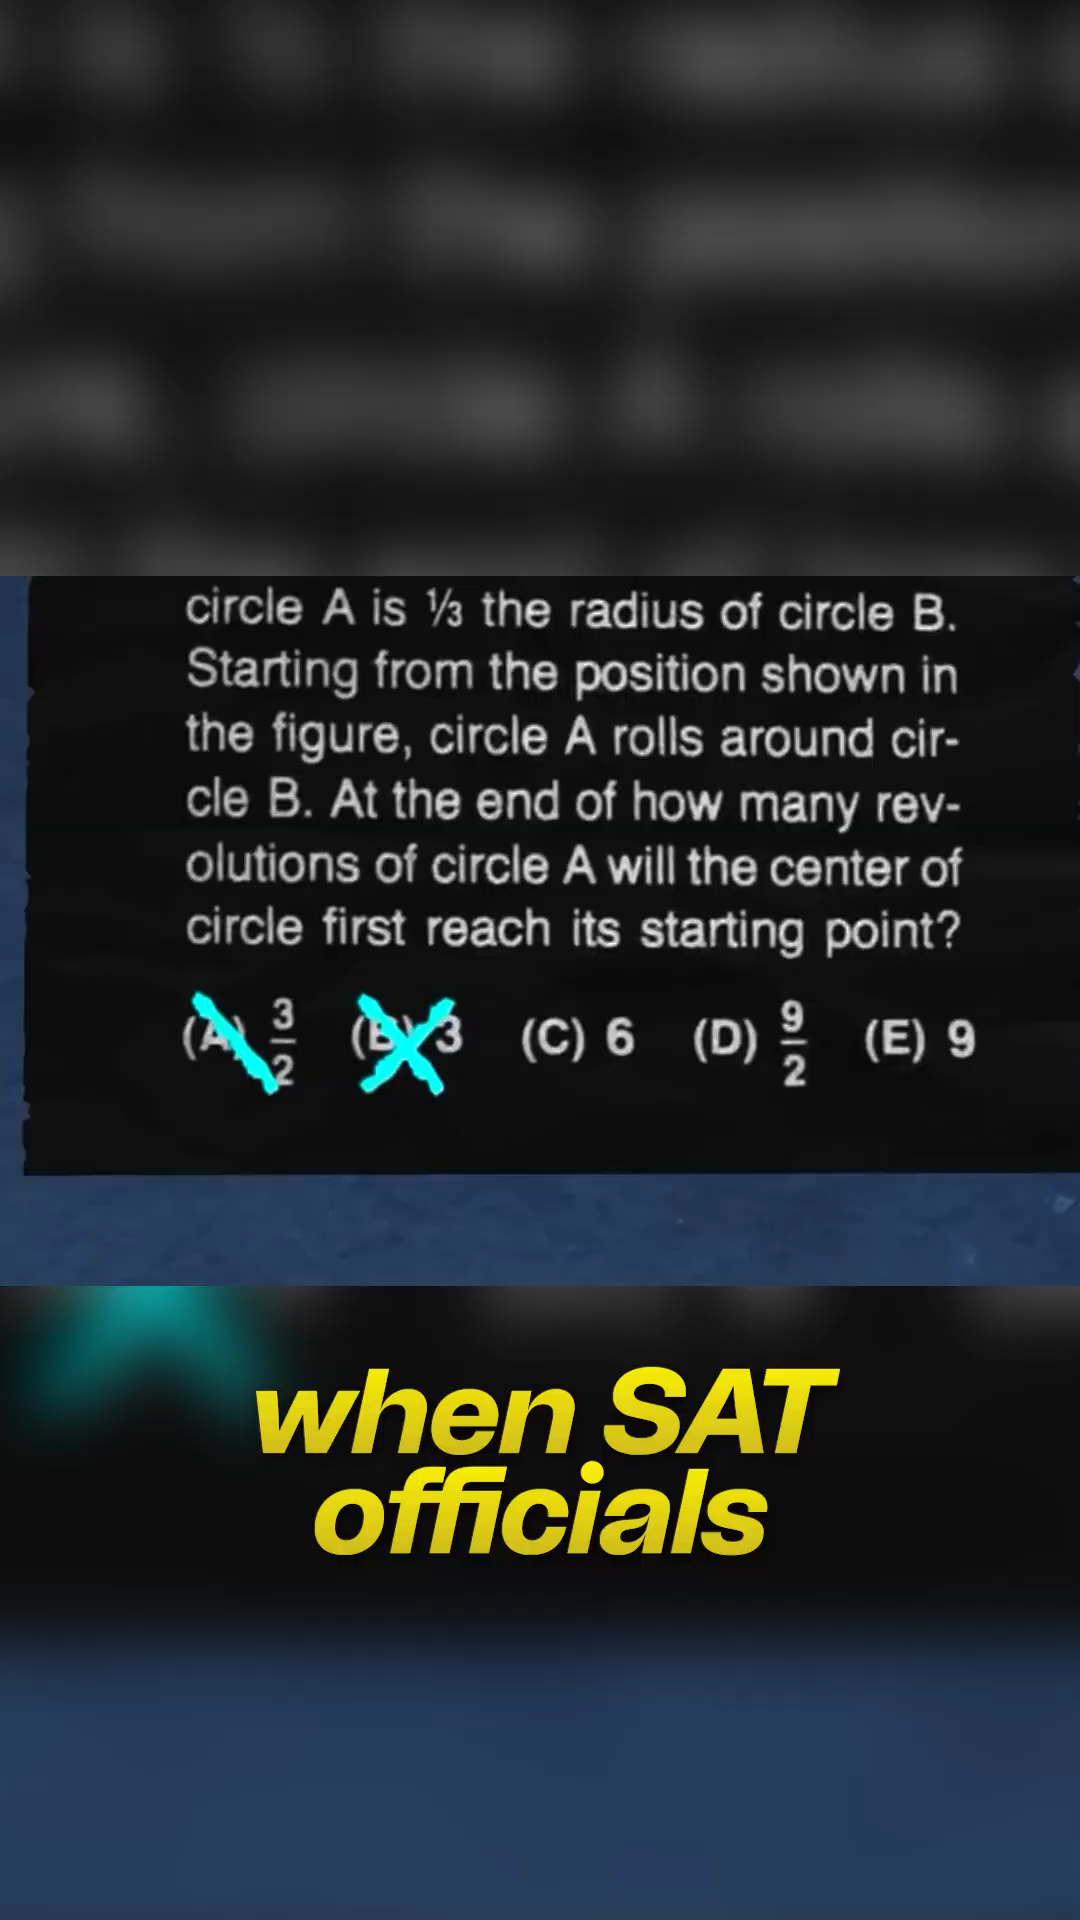 circle A is ⅓ the radius of circle B.
Starting from the position shown in
the figure, circle A rolls around cir-
cle B. At the end of how many rev-
olutions of circle A will the center of
circle first reach its starting point?
(A) 3/2 (B) 3 (C) 6 (D) 9/2 (E) 9
when SAT
officials